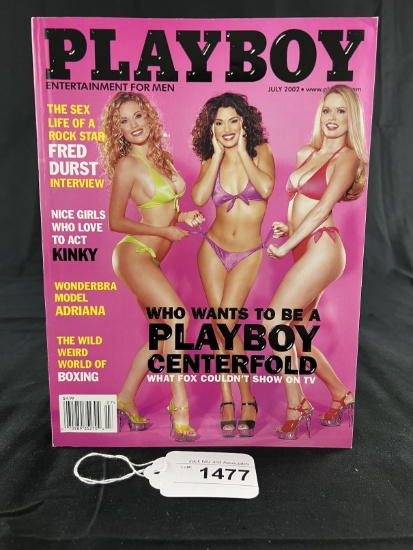 PLAYBOY
ENTERTAINMENT FOR MEN
JULY 2002 • www.pl
THE SEX
LIFE OF A
ROCK STAR
FRED
DURST
INTERVIEW
NICE GIRLS
WHO LOVE
TO ACT
KINKY
WONDERBRA
MODEL
ADRIANA
THE WILD
WEIRD
WORLD OF
BOXING
WHO WANTS TO BE A
PLAYBOY
CENTERFOLD
WHAT FOX COULDN'T SHOW ON TV
$4.99
1477